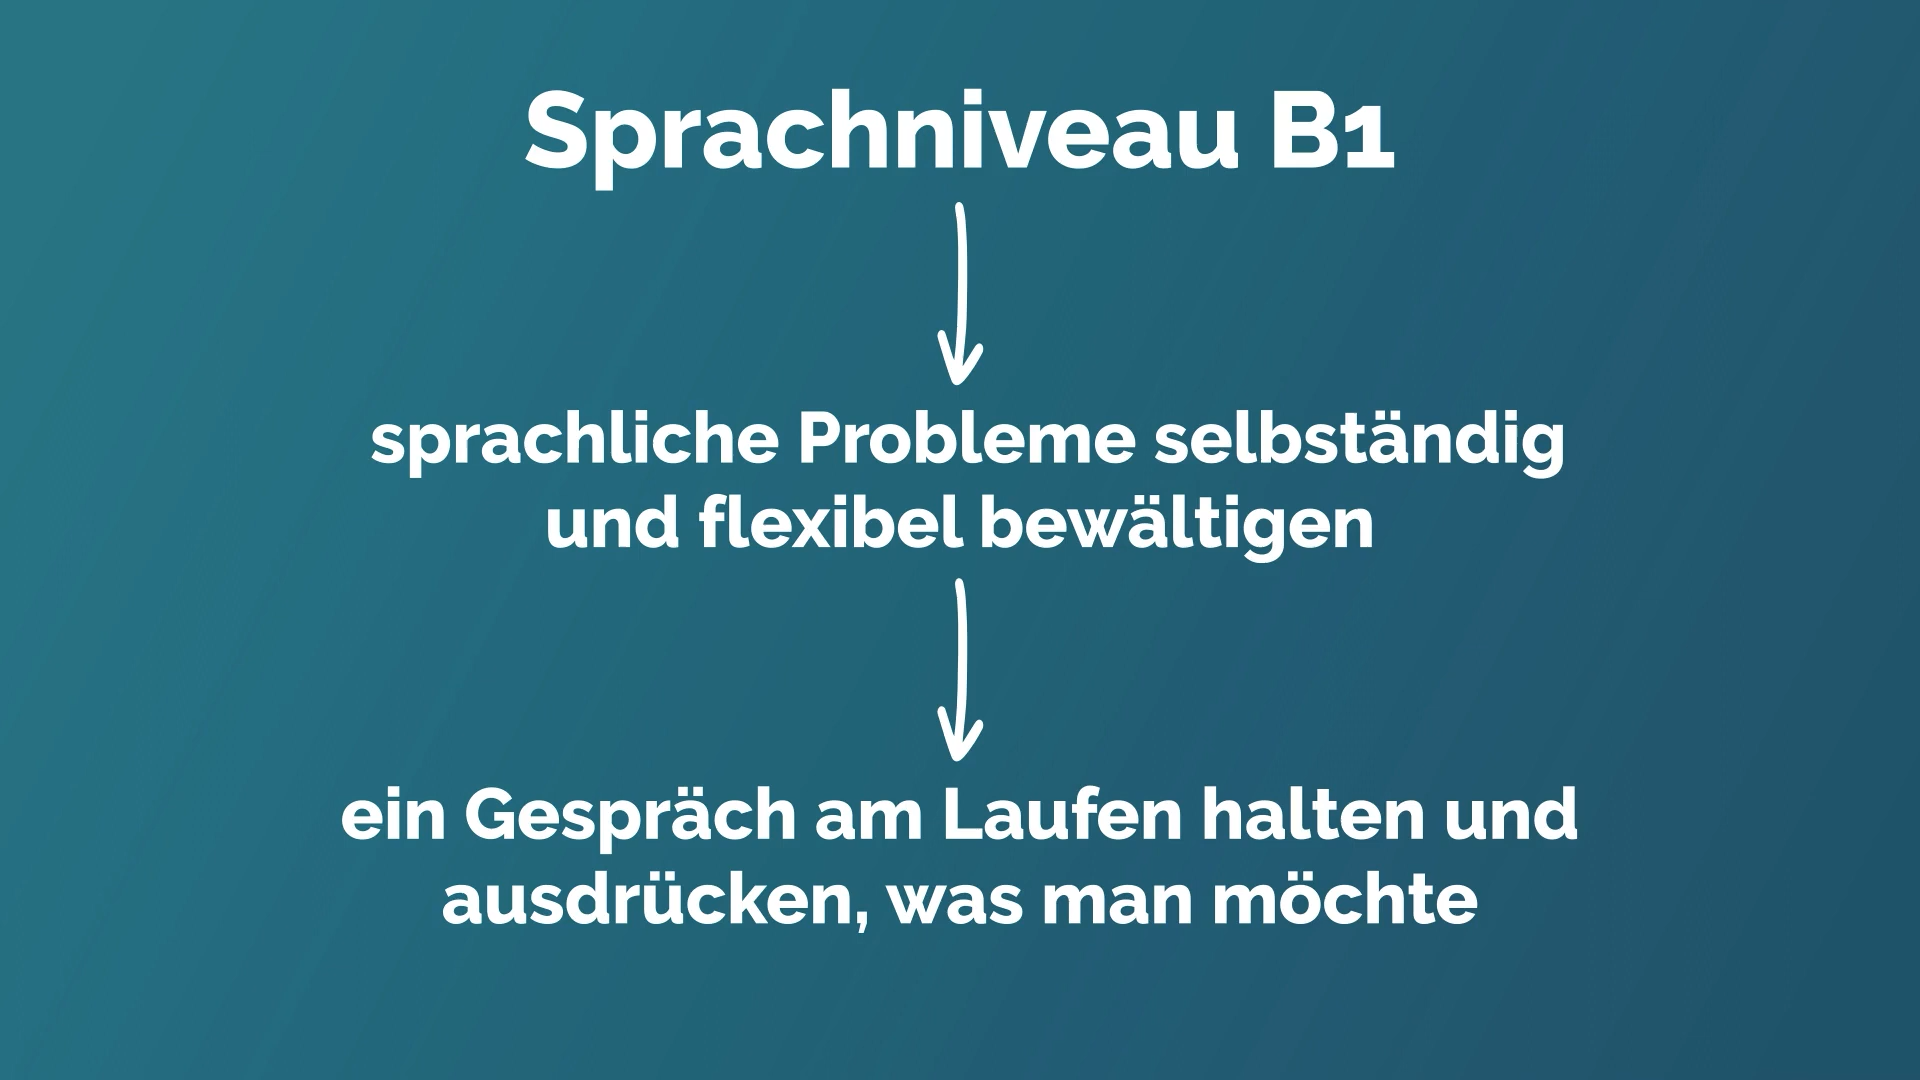 Sprachniveau B1
sprachliche Probleme selbständig
und flexibel bewältigen
ein Gespräch am Laufen halten und
ausdrücken, was man möchte